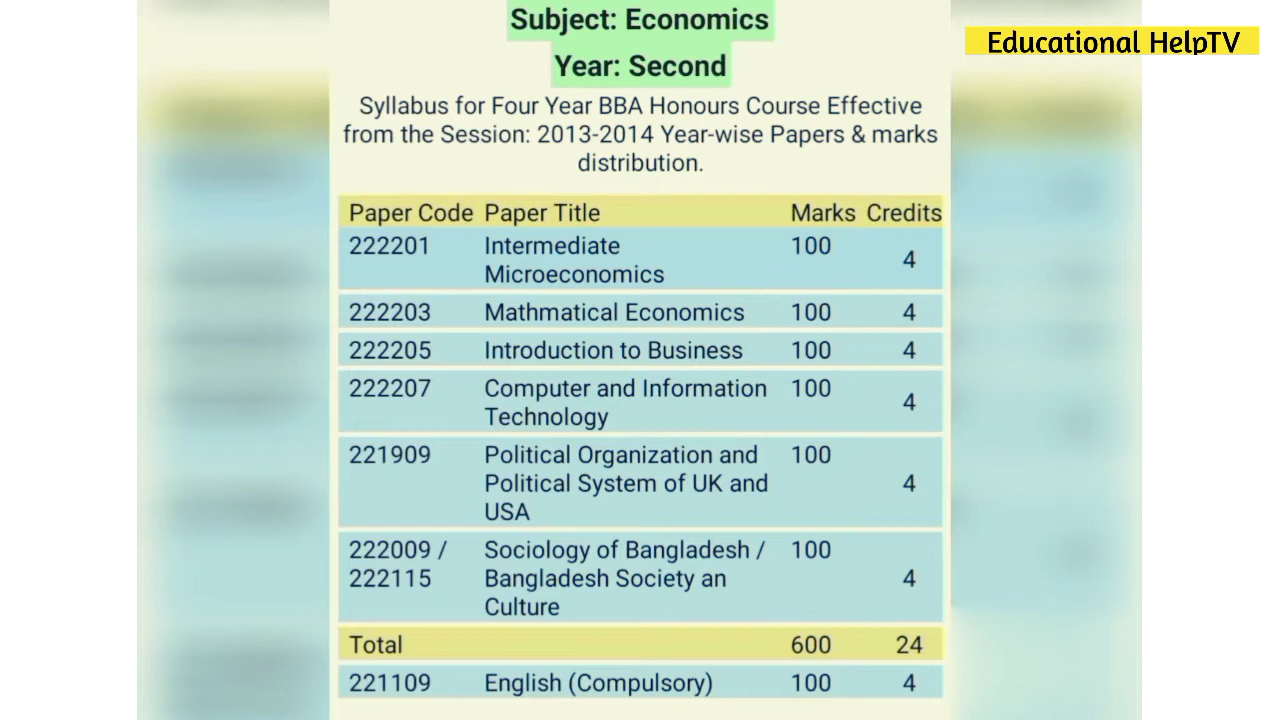 Subject: Economics
Educational HelpTV
Year: Second
Syllabus for Four Year BBA Honours Course Effective
from the Session: 2013-2014 Year-wise Papers & marks
distribution.
Paper Code Paper Title Marks Credits
222201 Intermediate 100
Microeconomics 4
222203 Mathmatical Economics 100 4
222205 Introduction to Business 100 4
222207 Computer and Information 100
Technology 4
221909 Political Organization and 100
Political System of UK and 4
USA
222009 / Sociology of Bangladesh / 100
222115 Bangladesh Society an 4
Culture
Total 600 24
221109 English (Compulsory) 100 4